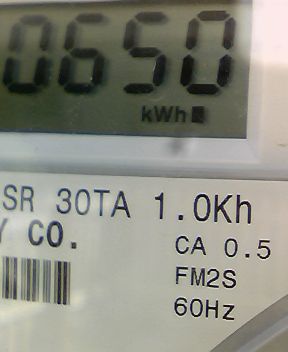 0650
kWh
SR 30TA 1.0Kh
Y CO.
CA 0.5
FM2S
60Hz